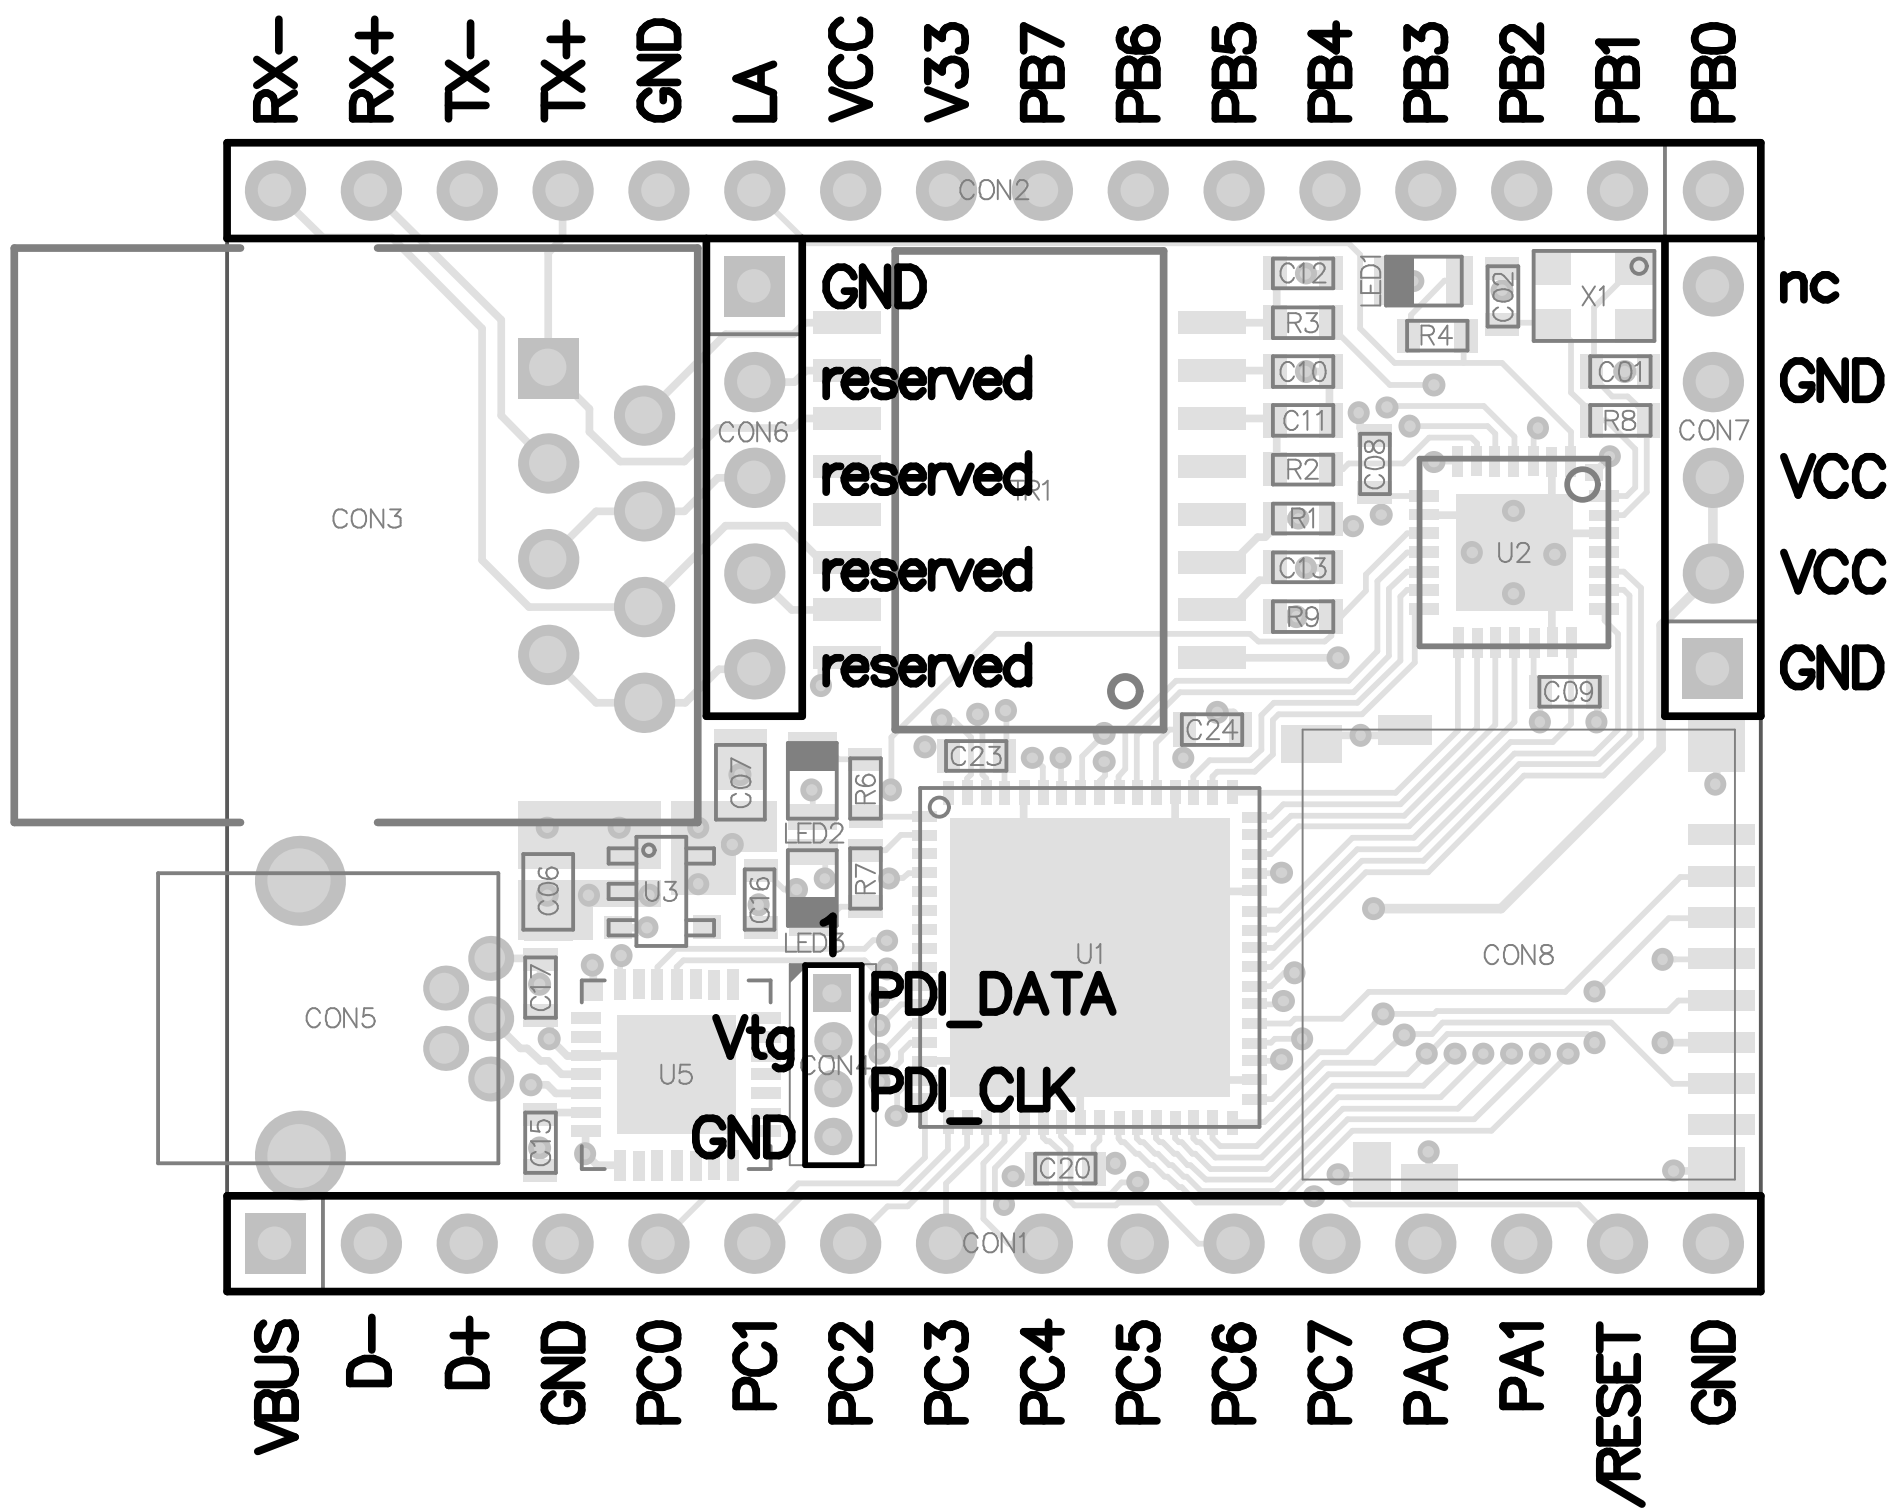 RX- RX+ TX- TX+ GND LA VCC V33 PB7 PB6 PB5 PB4 PB3 PB2 PB1 PB0
CON2
GND C12 LED1 C02 X1 nc
R3 R4
reserved C10 C01 GND
CON6 C11 R8 CON7
reserved TR1 R2 C08 VCC
CON3 R1
U2
reserved C13 VCC
R9
reserved GND
C09
C24
C23
C07 R6
LED2
C06 U3 C16 R7
LED3 1
U1 CON8
C17 PDI_DATA
CON5 Vtg
U5 CON4
PDI_CLK
C15 GND
C20
CON1
VBUS D- D+ GND PC0 PC1 PC2 PC3 PC4 PC5 PC6 PC7 PA0 PA1 /RESET GND